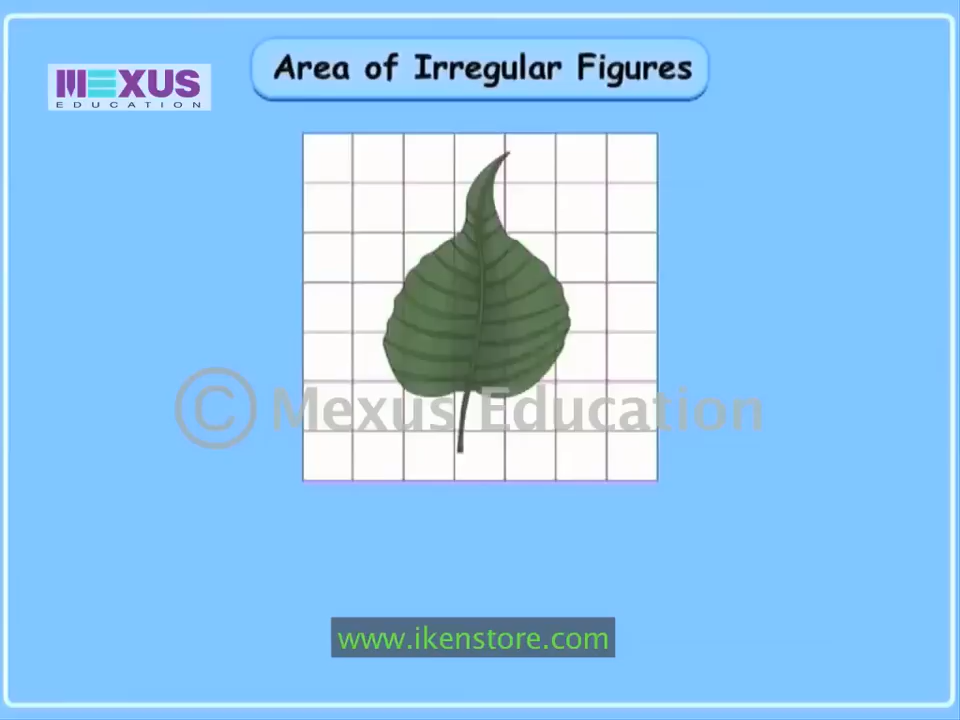 Area of Irregular Figures
MEXUS
EDUCATION
© Mexus Education
www.ikenstore.com